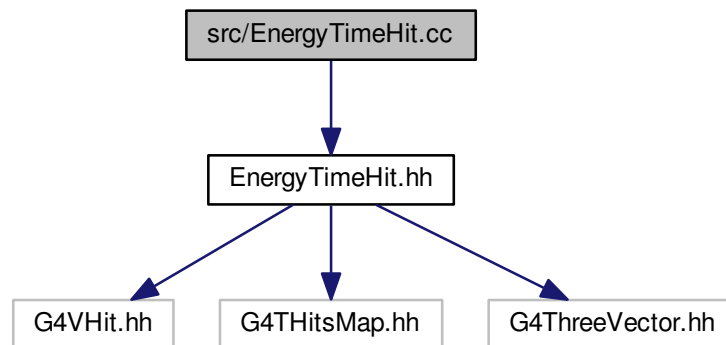 src/EnergyTimeHit.cc
EnergyTimeHit.hh
G4VHit.hh
G4THitsMap.hh
G4ThreeVector.hh